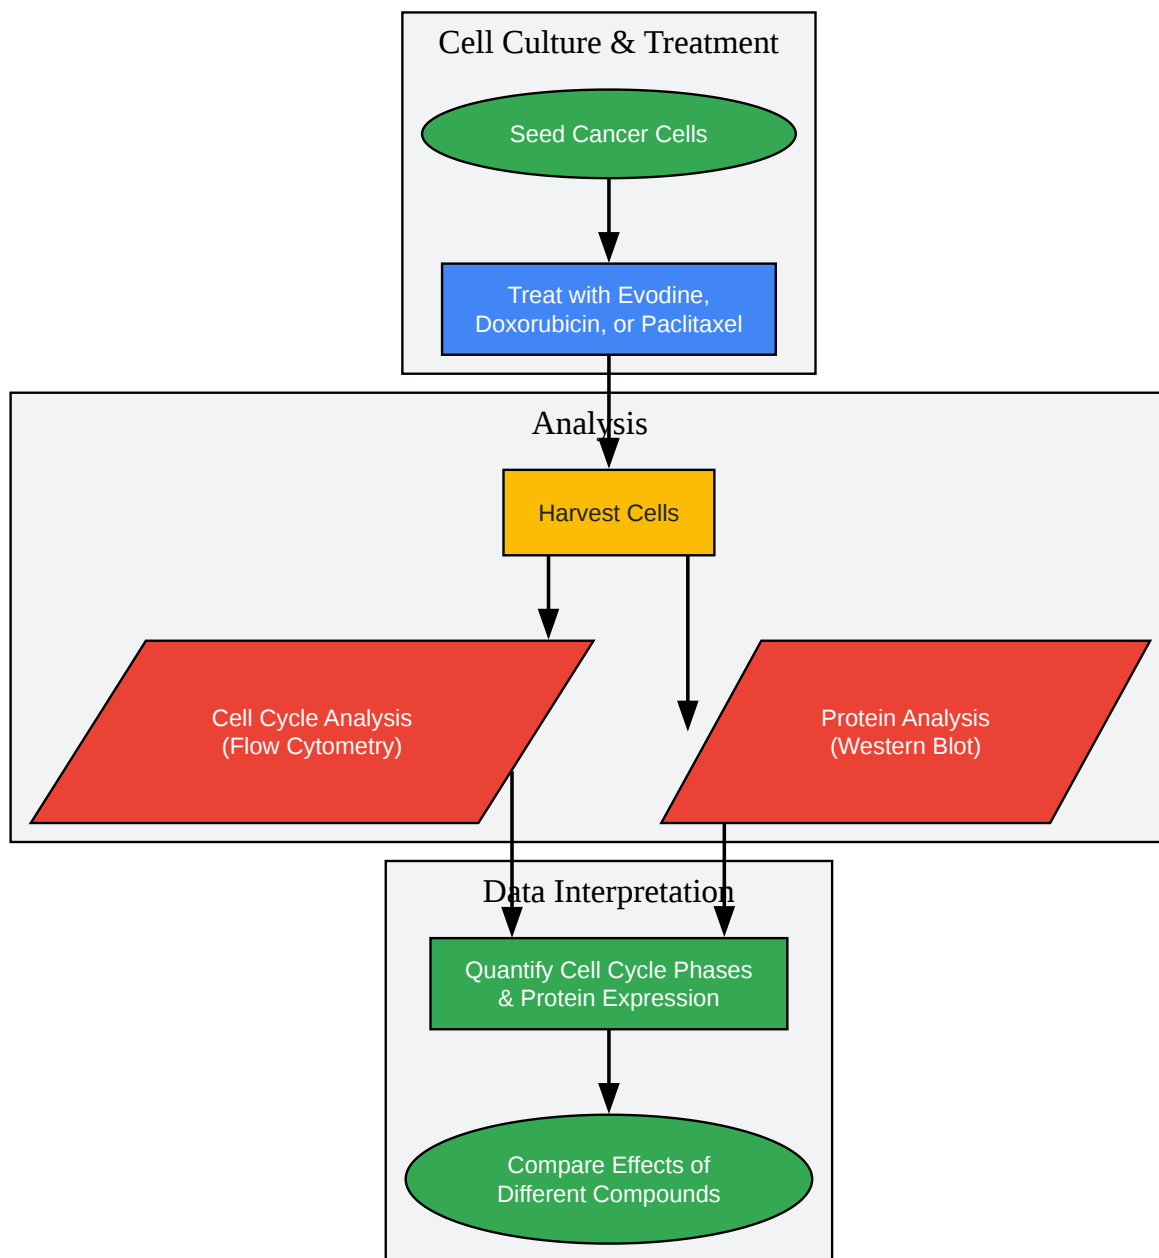 Cell Culture & Treatment
Seed Cancer Cells
Treat with Evodine,
Doxorubicin, or Paclitaxel
Analysis
Harvest Cells
Cell Cycle Analysis
(Flow Cytometry)
Protein Analysis
(Western Blot)
Data Interpretation
Quantify Cell Cycle Phases
& Protein Expression
Compare Effects of
Different Compounds